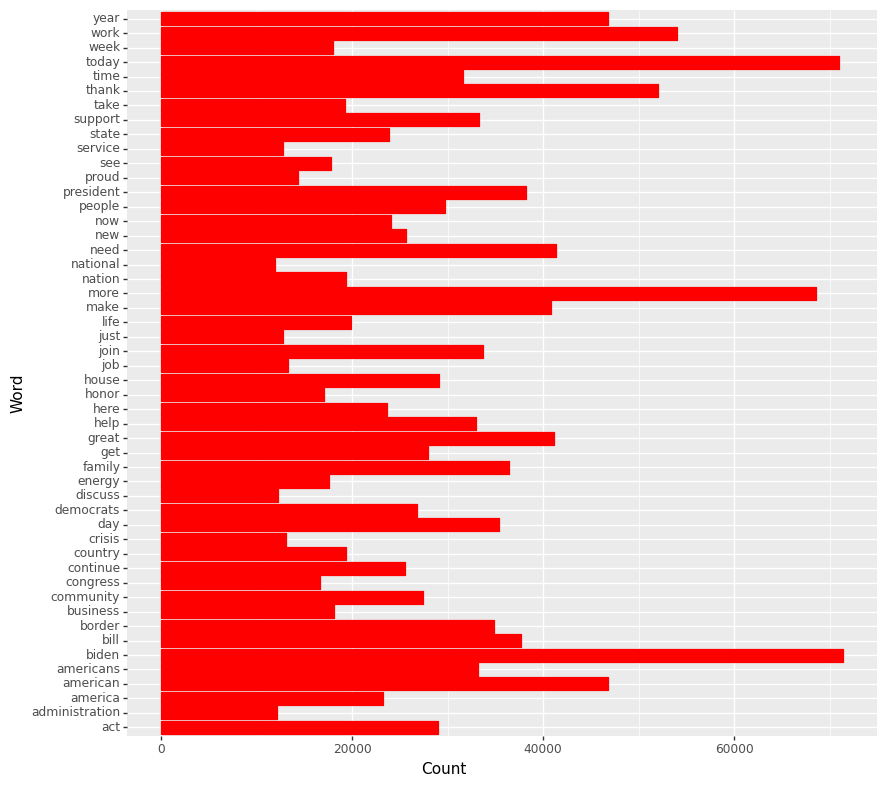 year
work
week
today
time
thank
take
support
state
service
see
proud
president
people
now
new
need
national
nation
more
make
life
just
join
job
house
honor
here
help
great
get
family
energy
discuss
democrats
day
crisis
country
continue
congress
community
business
border
bill
biden
americans
american
america
administration
act
Word
0 20000 40000 60000
Count